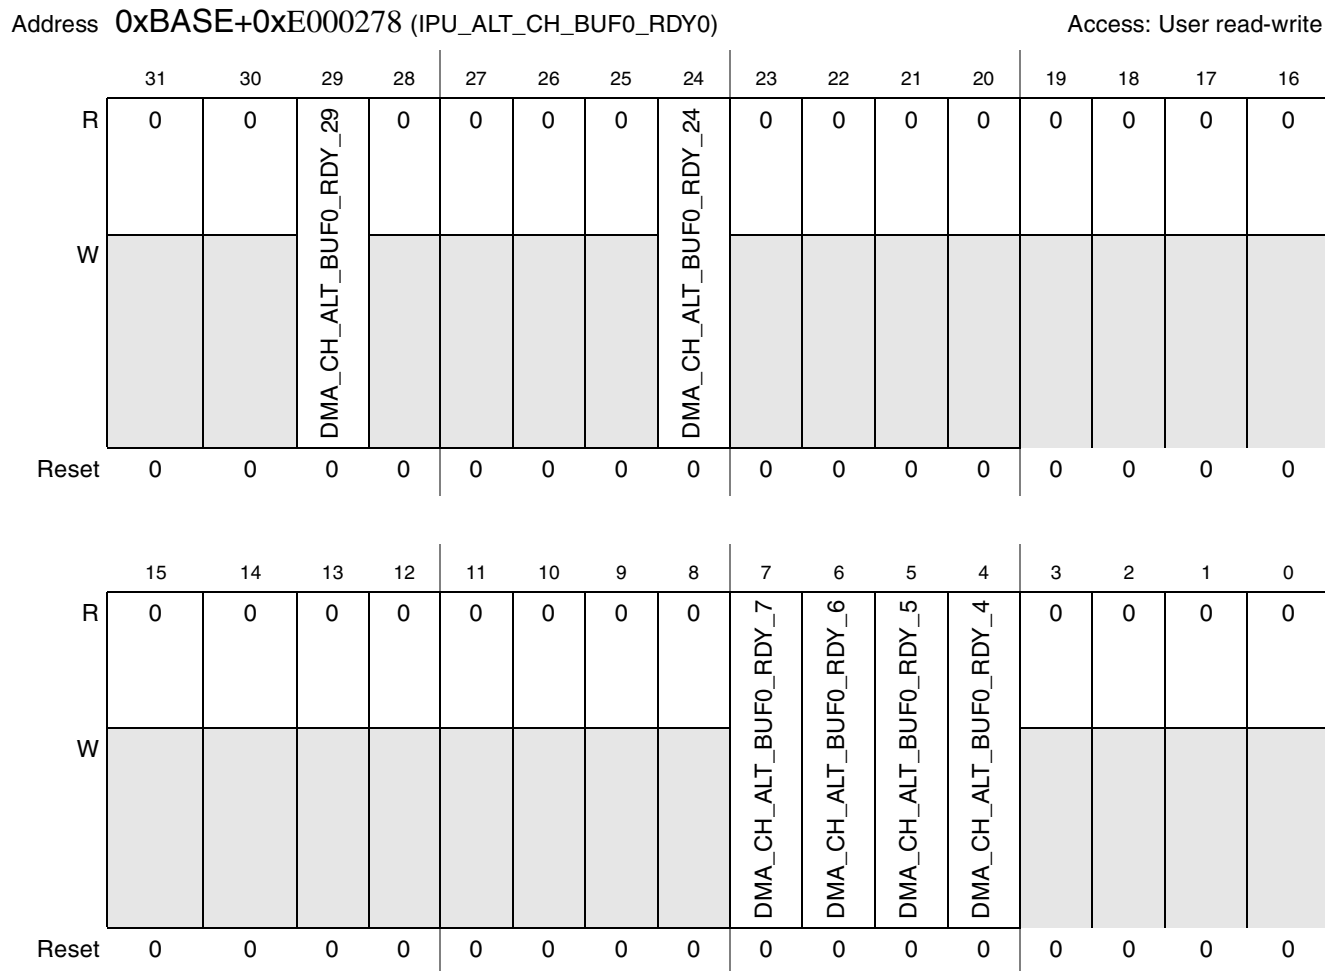 Address 0xBASE+0xE000278 (IPU_ALT_CH_BUF0_RDY0) Access: User read-write
31 30 29 28 27 26 25 24 23 22 21 20 19 18 17 16
R 0 0 DMA_CH_ALT_BUF0_RDY_29 0 0 0 0 DMA_CH_ALT_BUF0_RDY_24 0 0 0 0 0 0 0 0
W
Reset 0 0 0 0 0 0 0 0 0 0 0 0 0 0 0 0
15 14 13 12 11 10 9 8 7 6 5 4 3 2 1 0
R 0 0 0 0 0 0 0 0 DMA_CH_ALT_BUF0_RDY_7 DMA_CH_ALT_BUF0_RDY_6 DMA_CH_ALT_BUF0_RDY_5 DMA_CH_ALT_BUF0_RDY_4 0 0 0 0
W
Reset 0 0 0 0 0 0 0 0 0 0 0 0 0 0 0 0